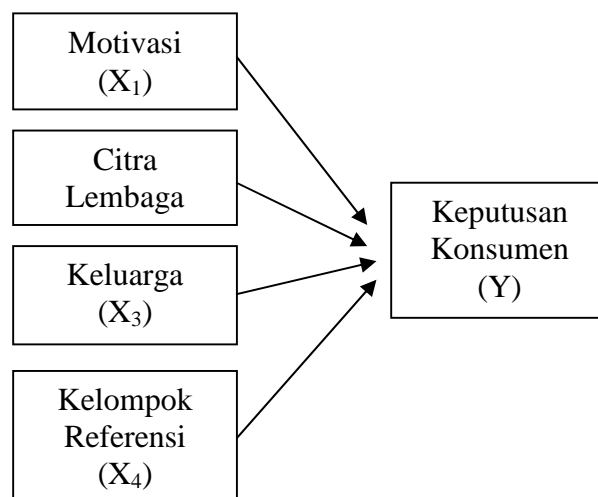 Motivasi
(X₁)
Citra
Lembaga
Keluarga
(X₃)
Kelompok
Referensi
(X₄)
Keputusan
Konsumen
(Y)